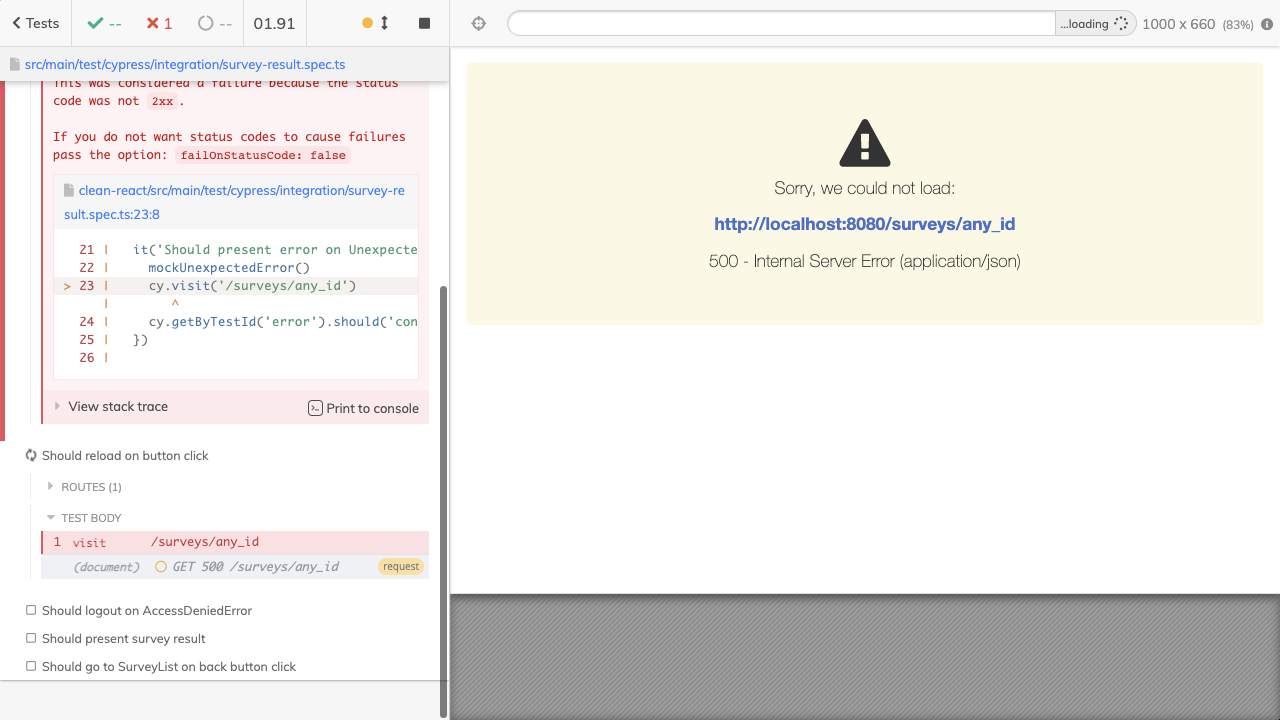 Tests
--
1
--
01.91
...loading
1000 x 660 (83%)
src/main/test/cypress/integration/survey-result.spec.ts
This was considered a failure because the status
code was not 2xx.
If you do not want status codes to cause failures
pass the option: failOnStatusCode: false
clean-react/src/main/test/cypress/integration/survey-re
sult.spec.ts:23:8
21 | it('Should present error on Unexpecte
22 | mockUnexpectedError()
> 23 | cy.visit('/surveys/any_id')
| ^
24 | cy.getByTestId('error').should('con
25 | })
26 |
View stack trace
Print to console
Should reload on button click
ROUTES (1)
TEST BODY
1 visit /surveys/any_id
(document) GET 500 /surveys/any_id request
Should logout on AccessDeniedError
Should present survey result
Should go to SurveyList on back button click
Sorry, we could not load:
http://localhost:8080/surveys/any_id
500 - Internal Server Error (application/json)